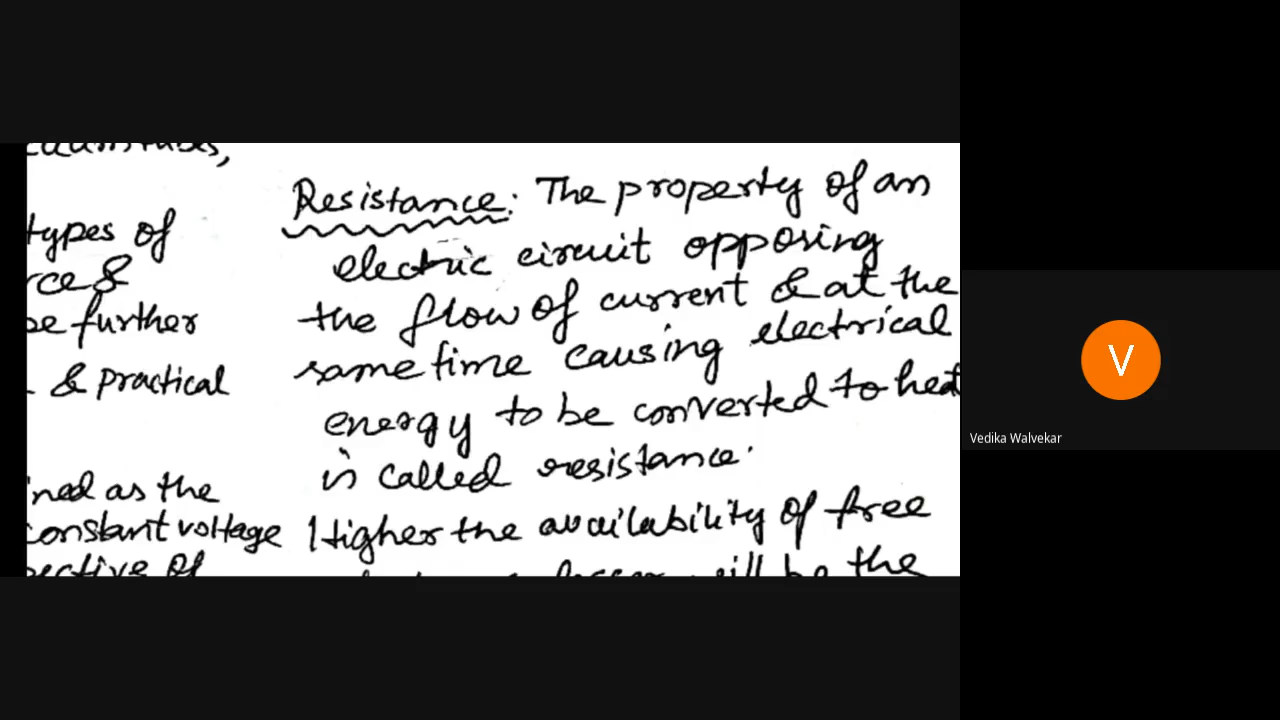 types of
& practical
ned as the
constant voltage
Resistance: The property of an
electric circuit opposing
the flow of current & at the
same time causing electrical
energy to be converted to heat
is called resistance.
Higher the availability of free
will be the
further
V
Vedika Walvekar